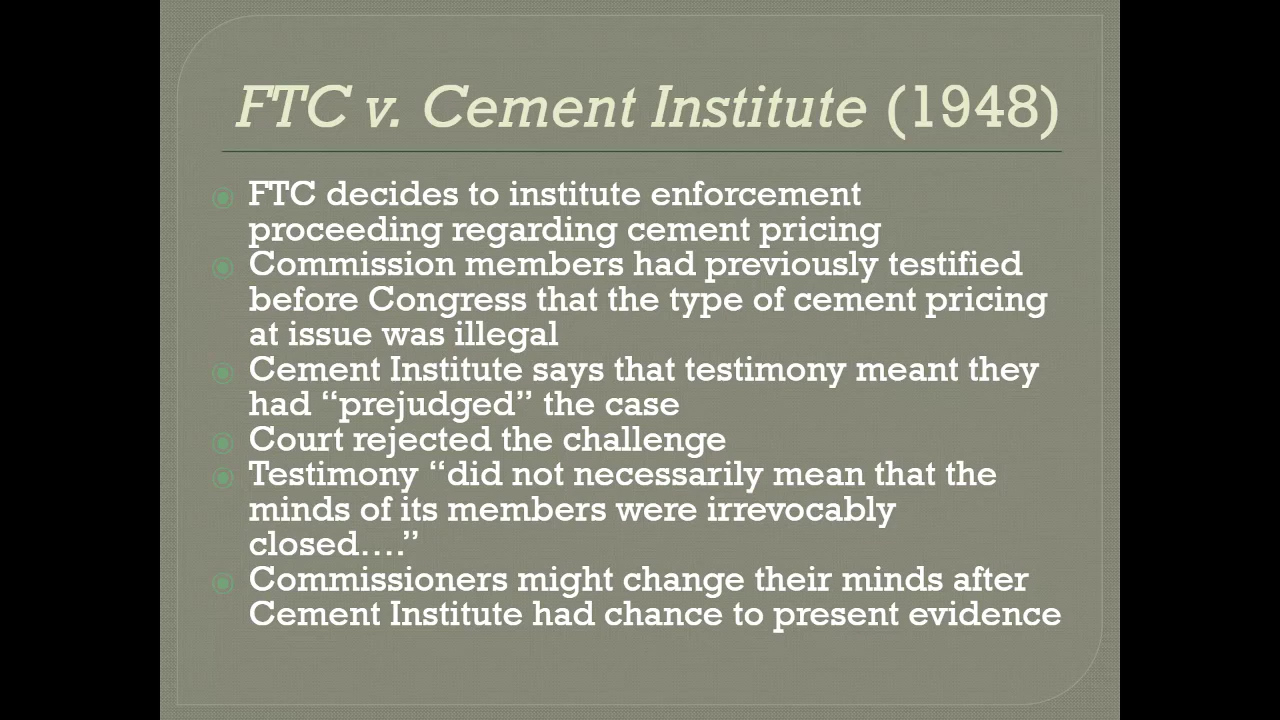 FTC v. Cement Institute (1948)
FTC decides to institute enforcement
proceeding regarding cement pricing
Commission members had previously testified
before Congress that the type of cement pricing
at issue was illegal
Cement Institute says that testimony meant they
had “prejudged” the case
Court rejected the challenge
Testimony “did not necessarily mean that the
minds of its members were irrevocably
closed….”
Commissioners might change their minds after
Cement Institute had chance to present evidence